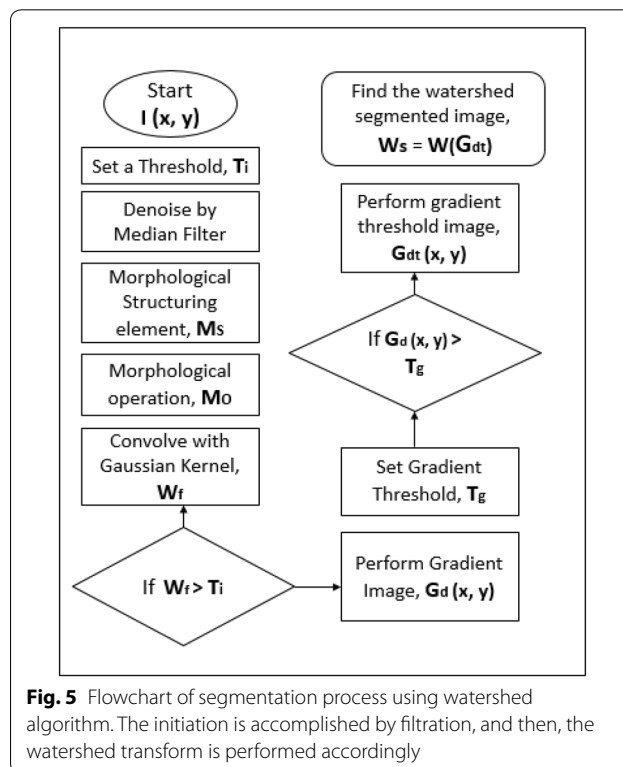 Start
I (x, y)
Set a Threshold, Ti
Denoise by
Median Filter
Morphological
Structuring
element, Ms
Morphological
operation, Mo
Convolve with
Gaussian Kernel,
Wf
If Wf > Ti
Perform Gradient
Image, Gd (x, y)
Set Gradient
Threshold, Tg
If Gd (x, y) >
Tg
Perform gradient
threshold image,
Gdt (x, y)
Find the watershed
segmented image,
Ws = W(Gdt)
Fig. 5 Flowchart of segmentation process using watershed
algorithm. The initiation is accomplished by filtration, and then, the
watershed transform is performed accordingly